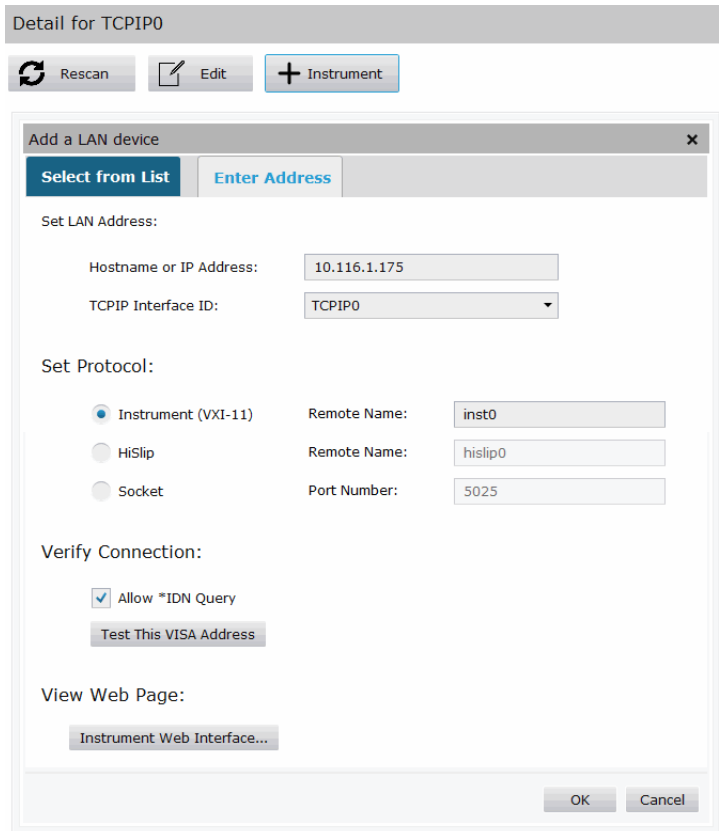 Detail for TCPIP0
Rescan Edit Instrument
Add a LAN device
Select from List Enter Address
Set LAN Address:
Hostname or IP Address: 10.116.1.175
TCPIP Interface ID: TCPIP0
Set Protocol:
Instrument (VXI-11) Remote Name: inst0
HiSlip Remote Name: hislip0
Socket Port Number: 5025
Verify Connection:
Allow *IDN Query
Test This VISA Address
View Web Page:
Instrument Web Interface...
OK Cancel